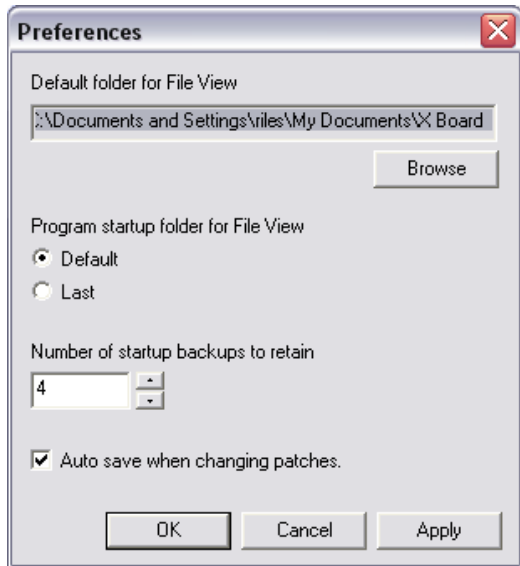 Preferences
Default folder for File View
:\Documents and Settings\riles\My Documents\X Board
Browse
Program startup folder for File View
Default
Last
Number of startup backups to retain
4
Auto save when changing patches.
OK Cancel Apply